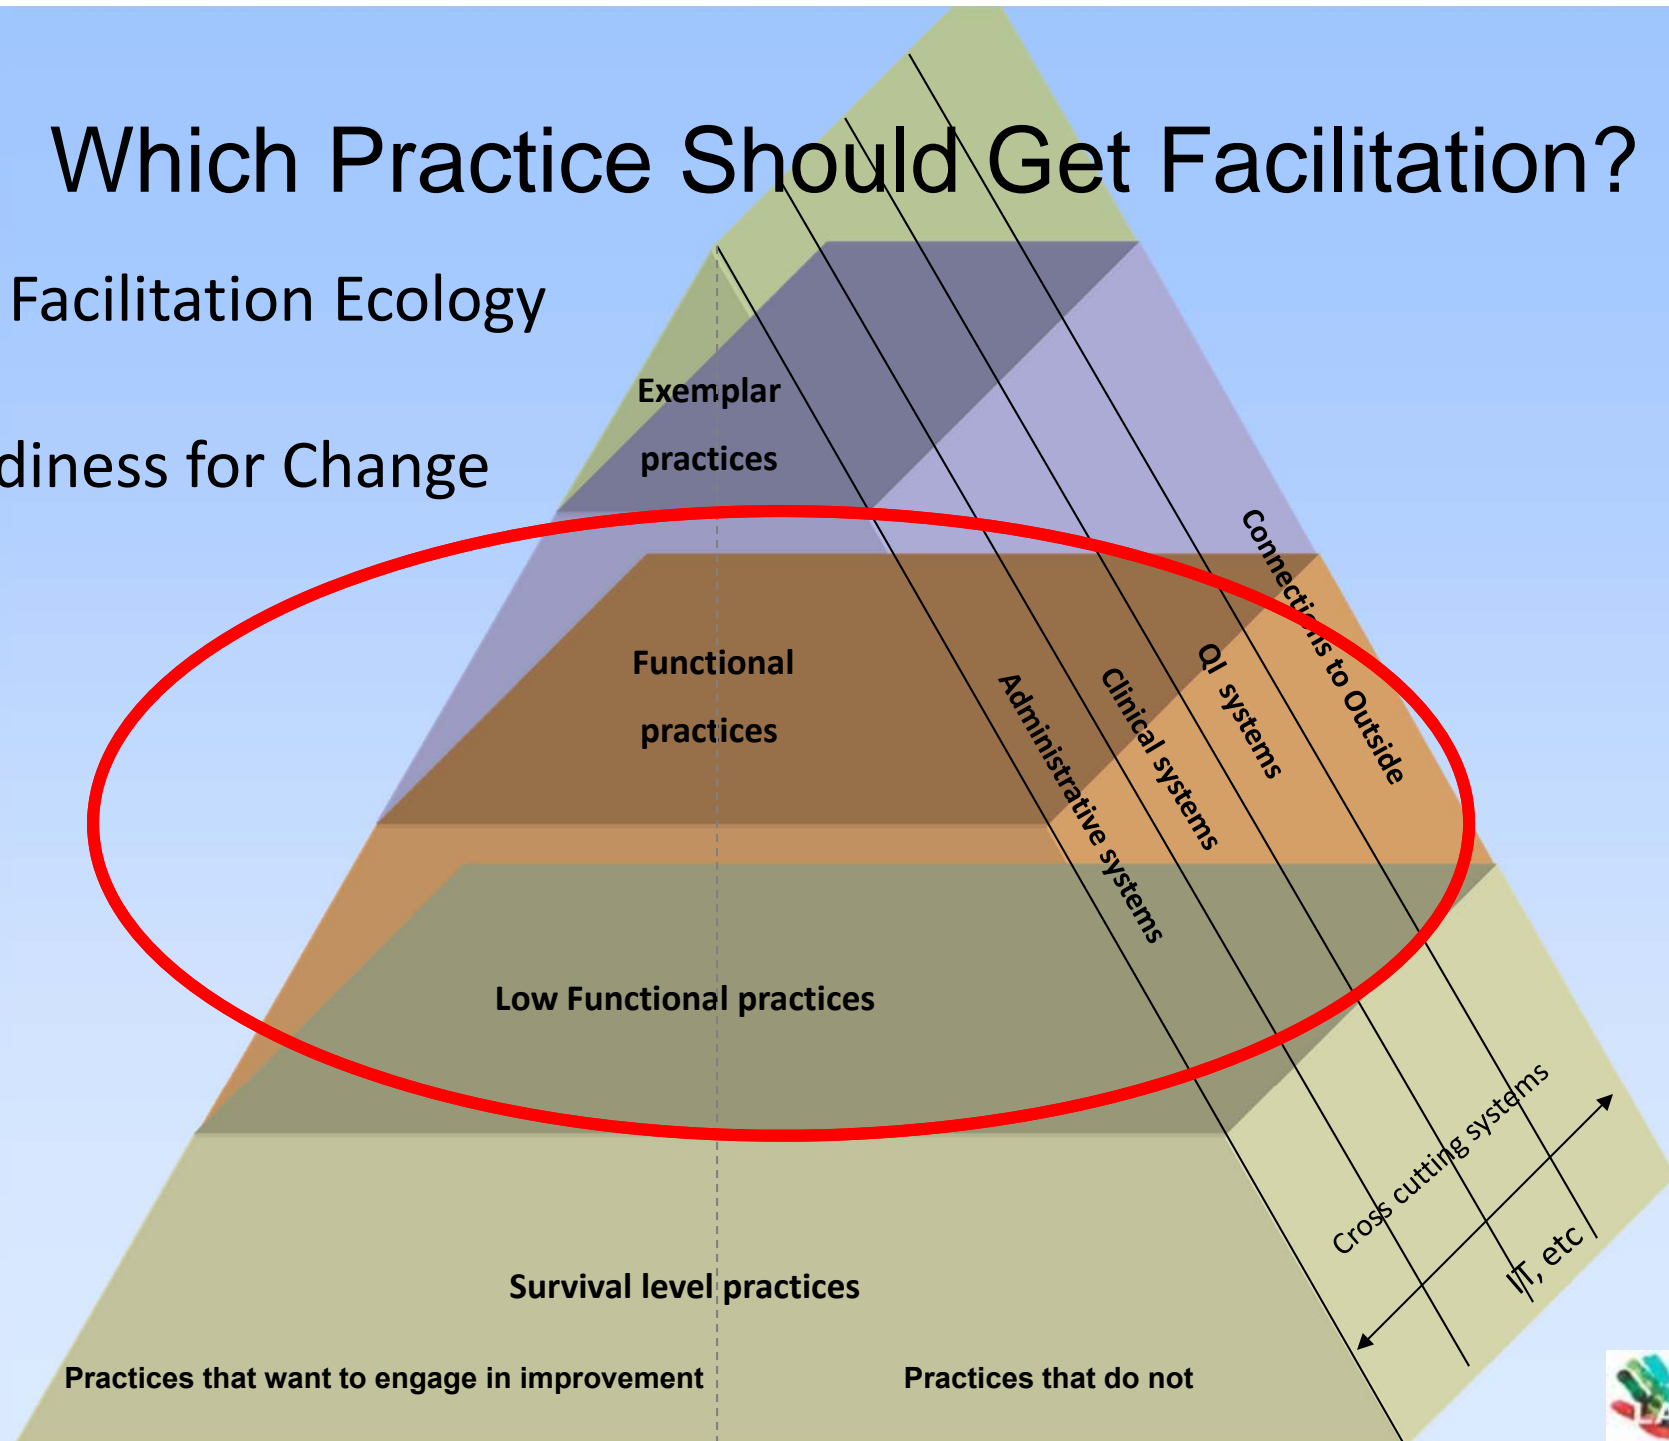 Which Practice Should Get Facilitation?
Facilitation Ecology
diness for Change
Exemplar
practices
Functional
practices
Low Functional practices
Survival level practices
Practices that want to engage in improvement
Practices that do not
Administrative systems
Clinical systems
QI systems
Connections to Outside
Cross cutting systems
IT, etc
LA